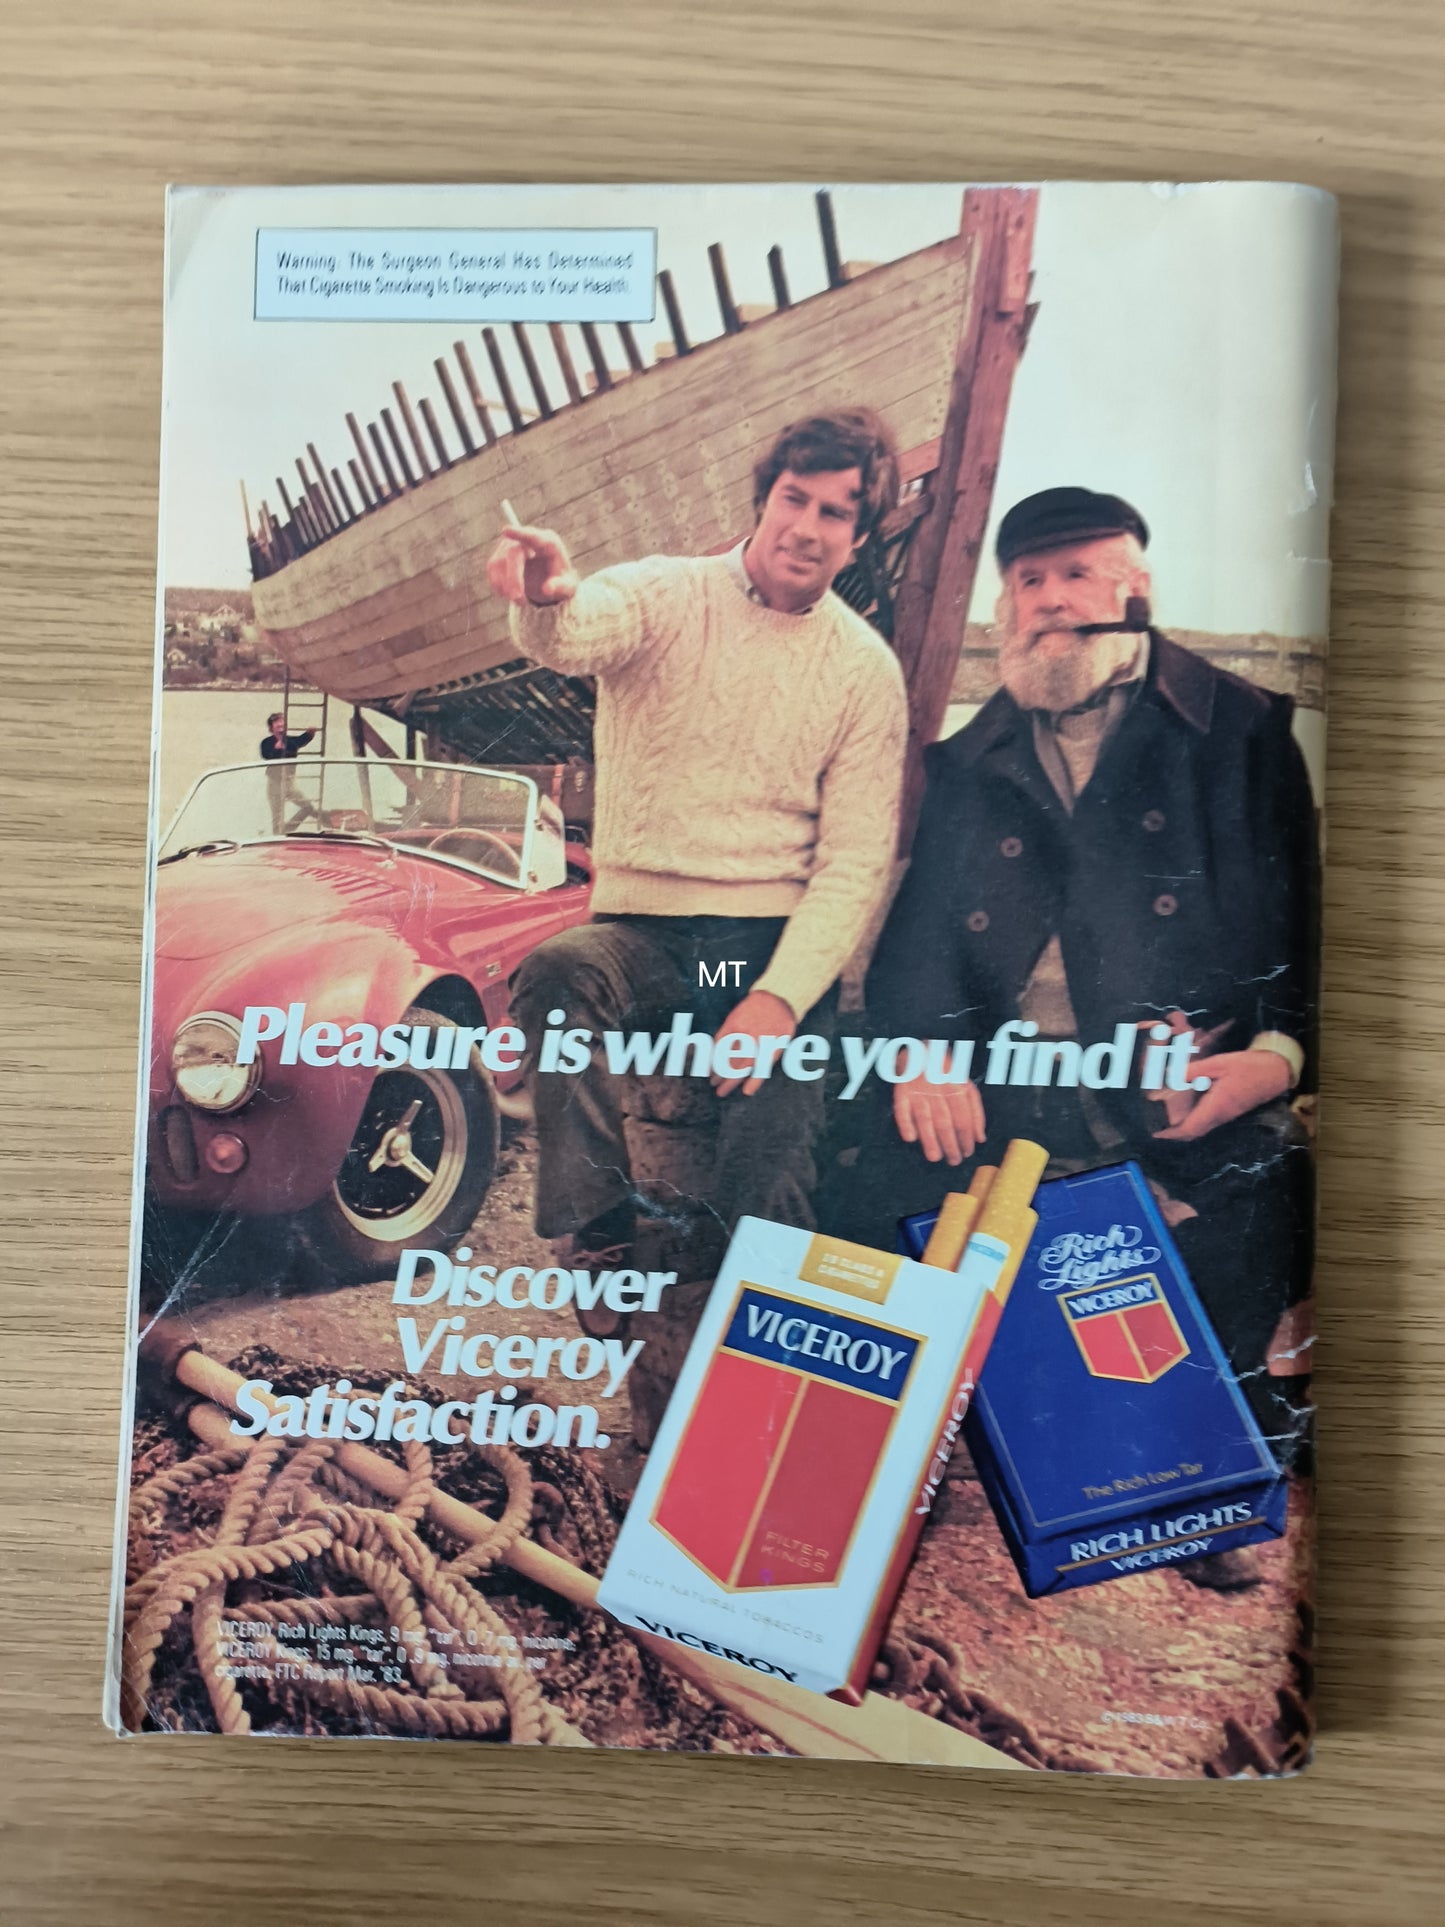 Warning: The Surgeon General Has Determined
That Cigarette Smoking Is Dangerous to Your Health.
MT
Pleasure is where you find it.
Discover
Viceroy
Satisfaction.
VICEROY
FILTER
KINGS
RICH NATURAL TOBACCOS
VICEROY
VICEROY
Rich
Lights
VICEROY
The Rich Low Tar
RICH LIGHTS
VICEROY
VICEROY Rich Lights Kings, 9 mg. "tar", 0.7 mg. nicotine;
VICEROY Kings, 15 mg. "tar", 0.9 mg. nicotine av. per
cigarette, FTC Report Mar. '83.
© 1983 B&W T Co.